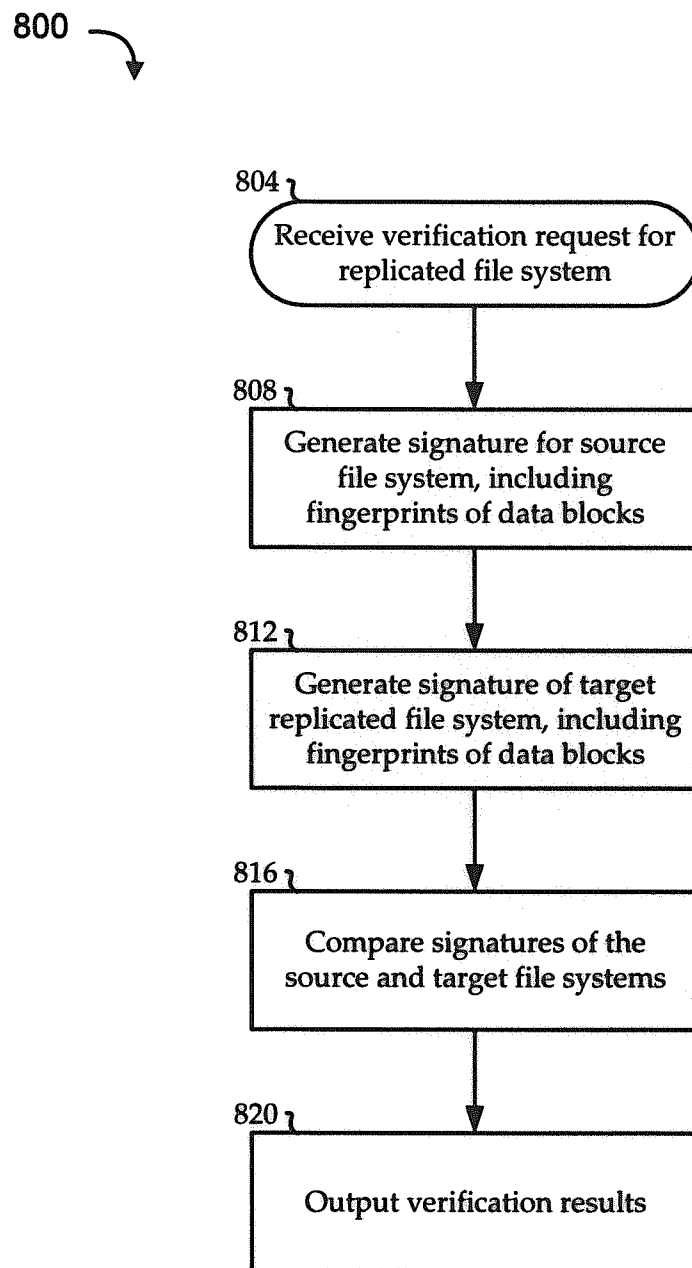 800
804
Receive verification request for
replicated file system
808
Generate signature for source
file system, including
fingerprints of data blocks
812
Generate signature of target
replicated file system, including
fingerprints of data blocks
816
Compare signatures of the
source and target file systems
820
Output verification results